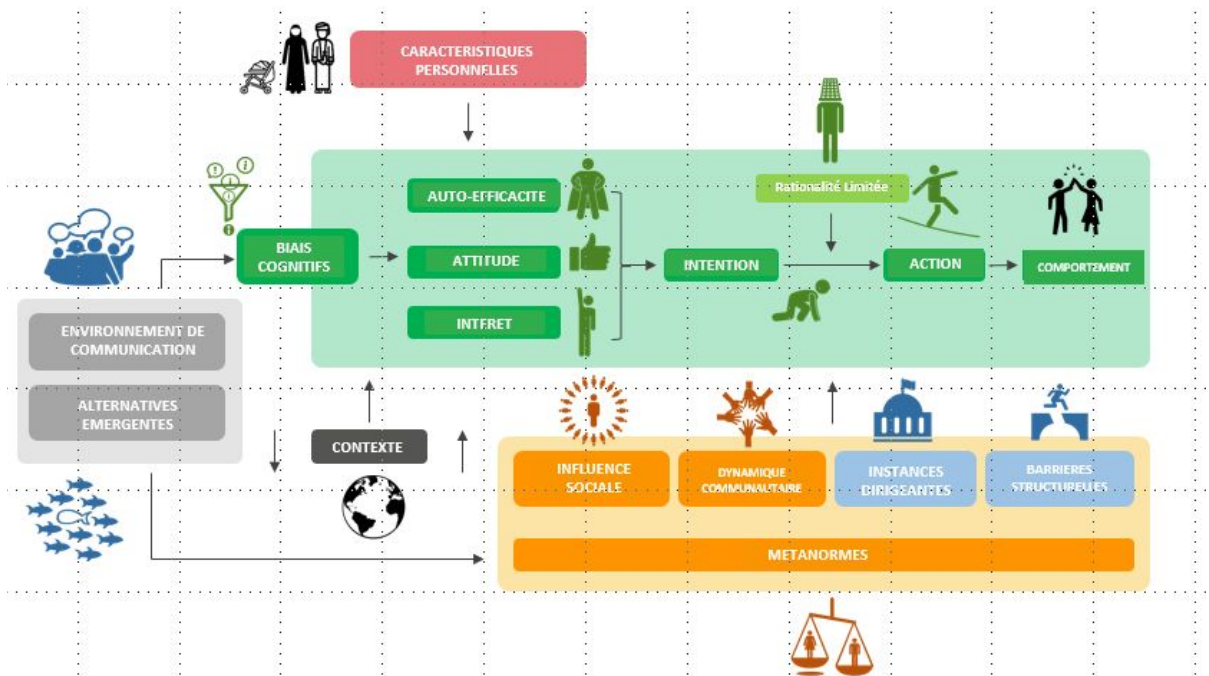 CARACTERISTIQUES
PERSONNELLES
Rationalité Limitée
AUTO-EFFICACITE
BIAIS
COGNITIFS
ATTITUDE
INTENTION
ACTION
COMPORTEMENT
INTERET
ENVIRONNEMENT DE
COMMUNICATION
ALTERNATIVES
EMERGENTES
CONTEXTE
INFLUENCE
SOCIALE
DYNAMIQUE
COMMUNAUTAIRE
INSTANCES
DIRIGEANTES
BARRIERES
STRUCTURELLES
METANORMES